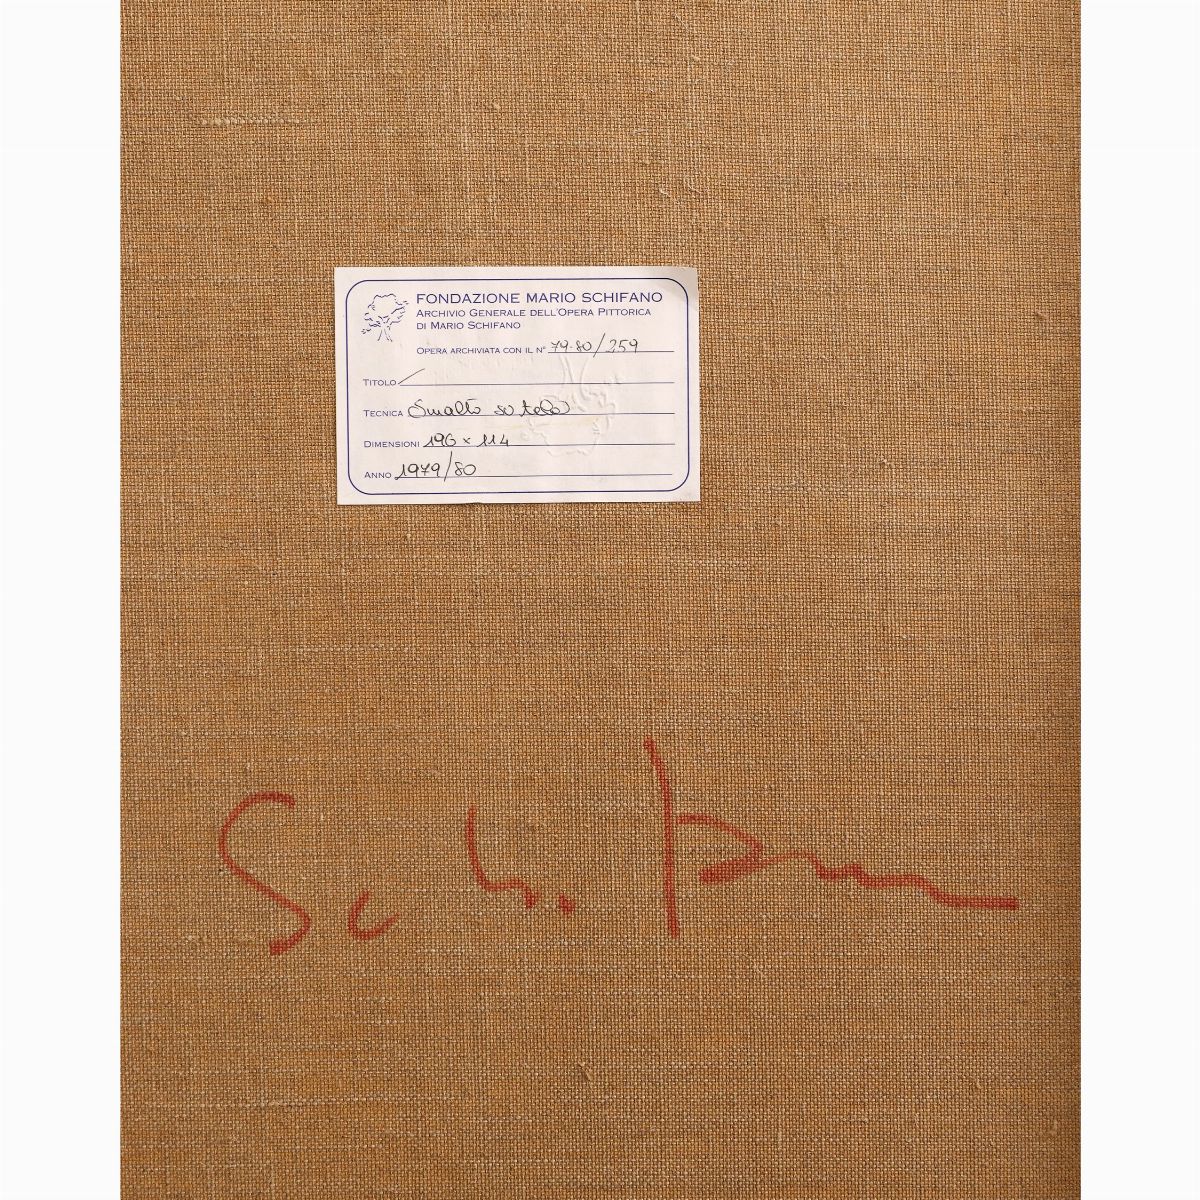 FONDAZIONE MARIO SCHIFANO
ARCHIVIO GENERALE DELL'OPERA PITTORICA
DI MARIO SCHIFANO
OPERA ARCHIVIATA CON IL N° 79-80/259
TITOLO /
TECNICA Smalto su tela
DIMENSIONI 196 x 114
ANNO 1979/80
Schifano